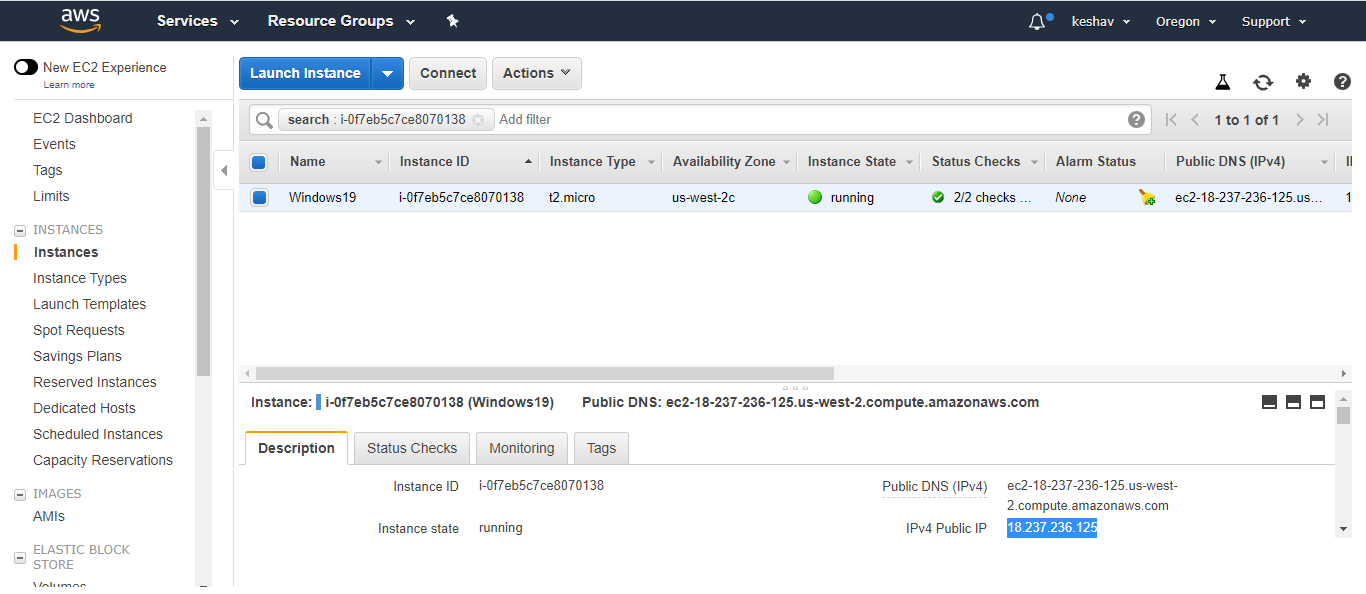 aws Services Resource Groups keshav Oregon Support
New EC2 Experience
Learn more
EC2 Dashboard
Events
Tags
Limits
INSTANCES
Instances
Instance Types
Launch Templates
Spot Requests
Savings Plans
Reserved Instances
Dedicated Hosts
Scheduled Instances
Capacity Reservations
IMAGES
AMIs
ELASTIC BLOCK
STORE
Volumes
Launch Instance Connect Actions
search : i-0f7eb5c7ce8070138 Add filter 1 to 1 of 1
Name Instance ID Instance Type Availability Zone Instance State Status Checks Alarm Status Public DNS (IPv4)
Windows19 i-0f7eb5c7ce8070138 t2.micro us-west-2c running 2/2 checks ... None ec2-18-237-236-125.us...
Instance: i-0f7eb5c7ce8070138 (Windows19) Public DNS: ec2-18-237-236-125.us-west-2.compute.amazonaws.com
Description Status Checks Monitoring Tags
Instance ID i-0f7eb5c7ce8070138 Public DNS (IPv4) ec2-18-237-236-125.us-west-
2.compute.amazonaws.com
Instance state running IPv4 Public IP 18.237.236.125